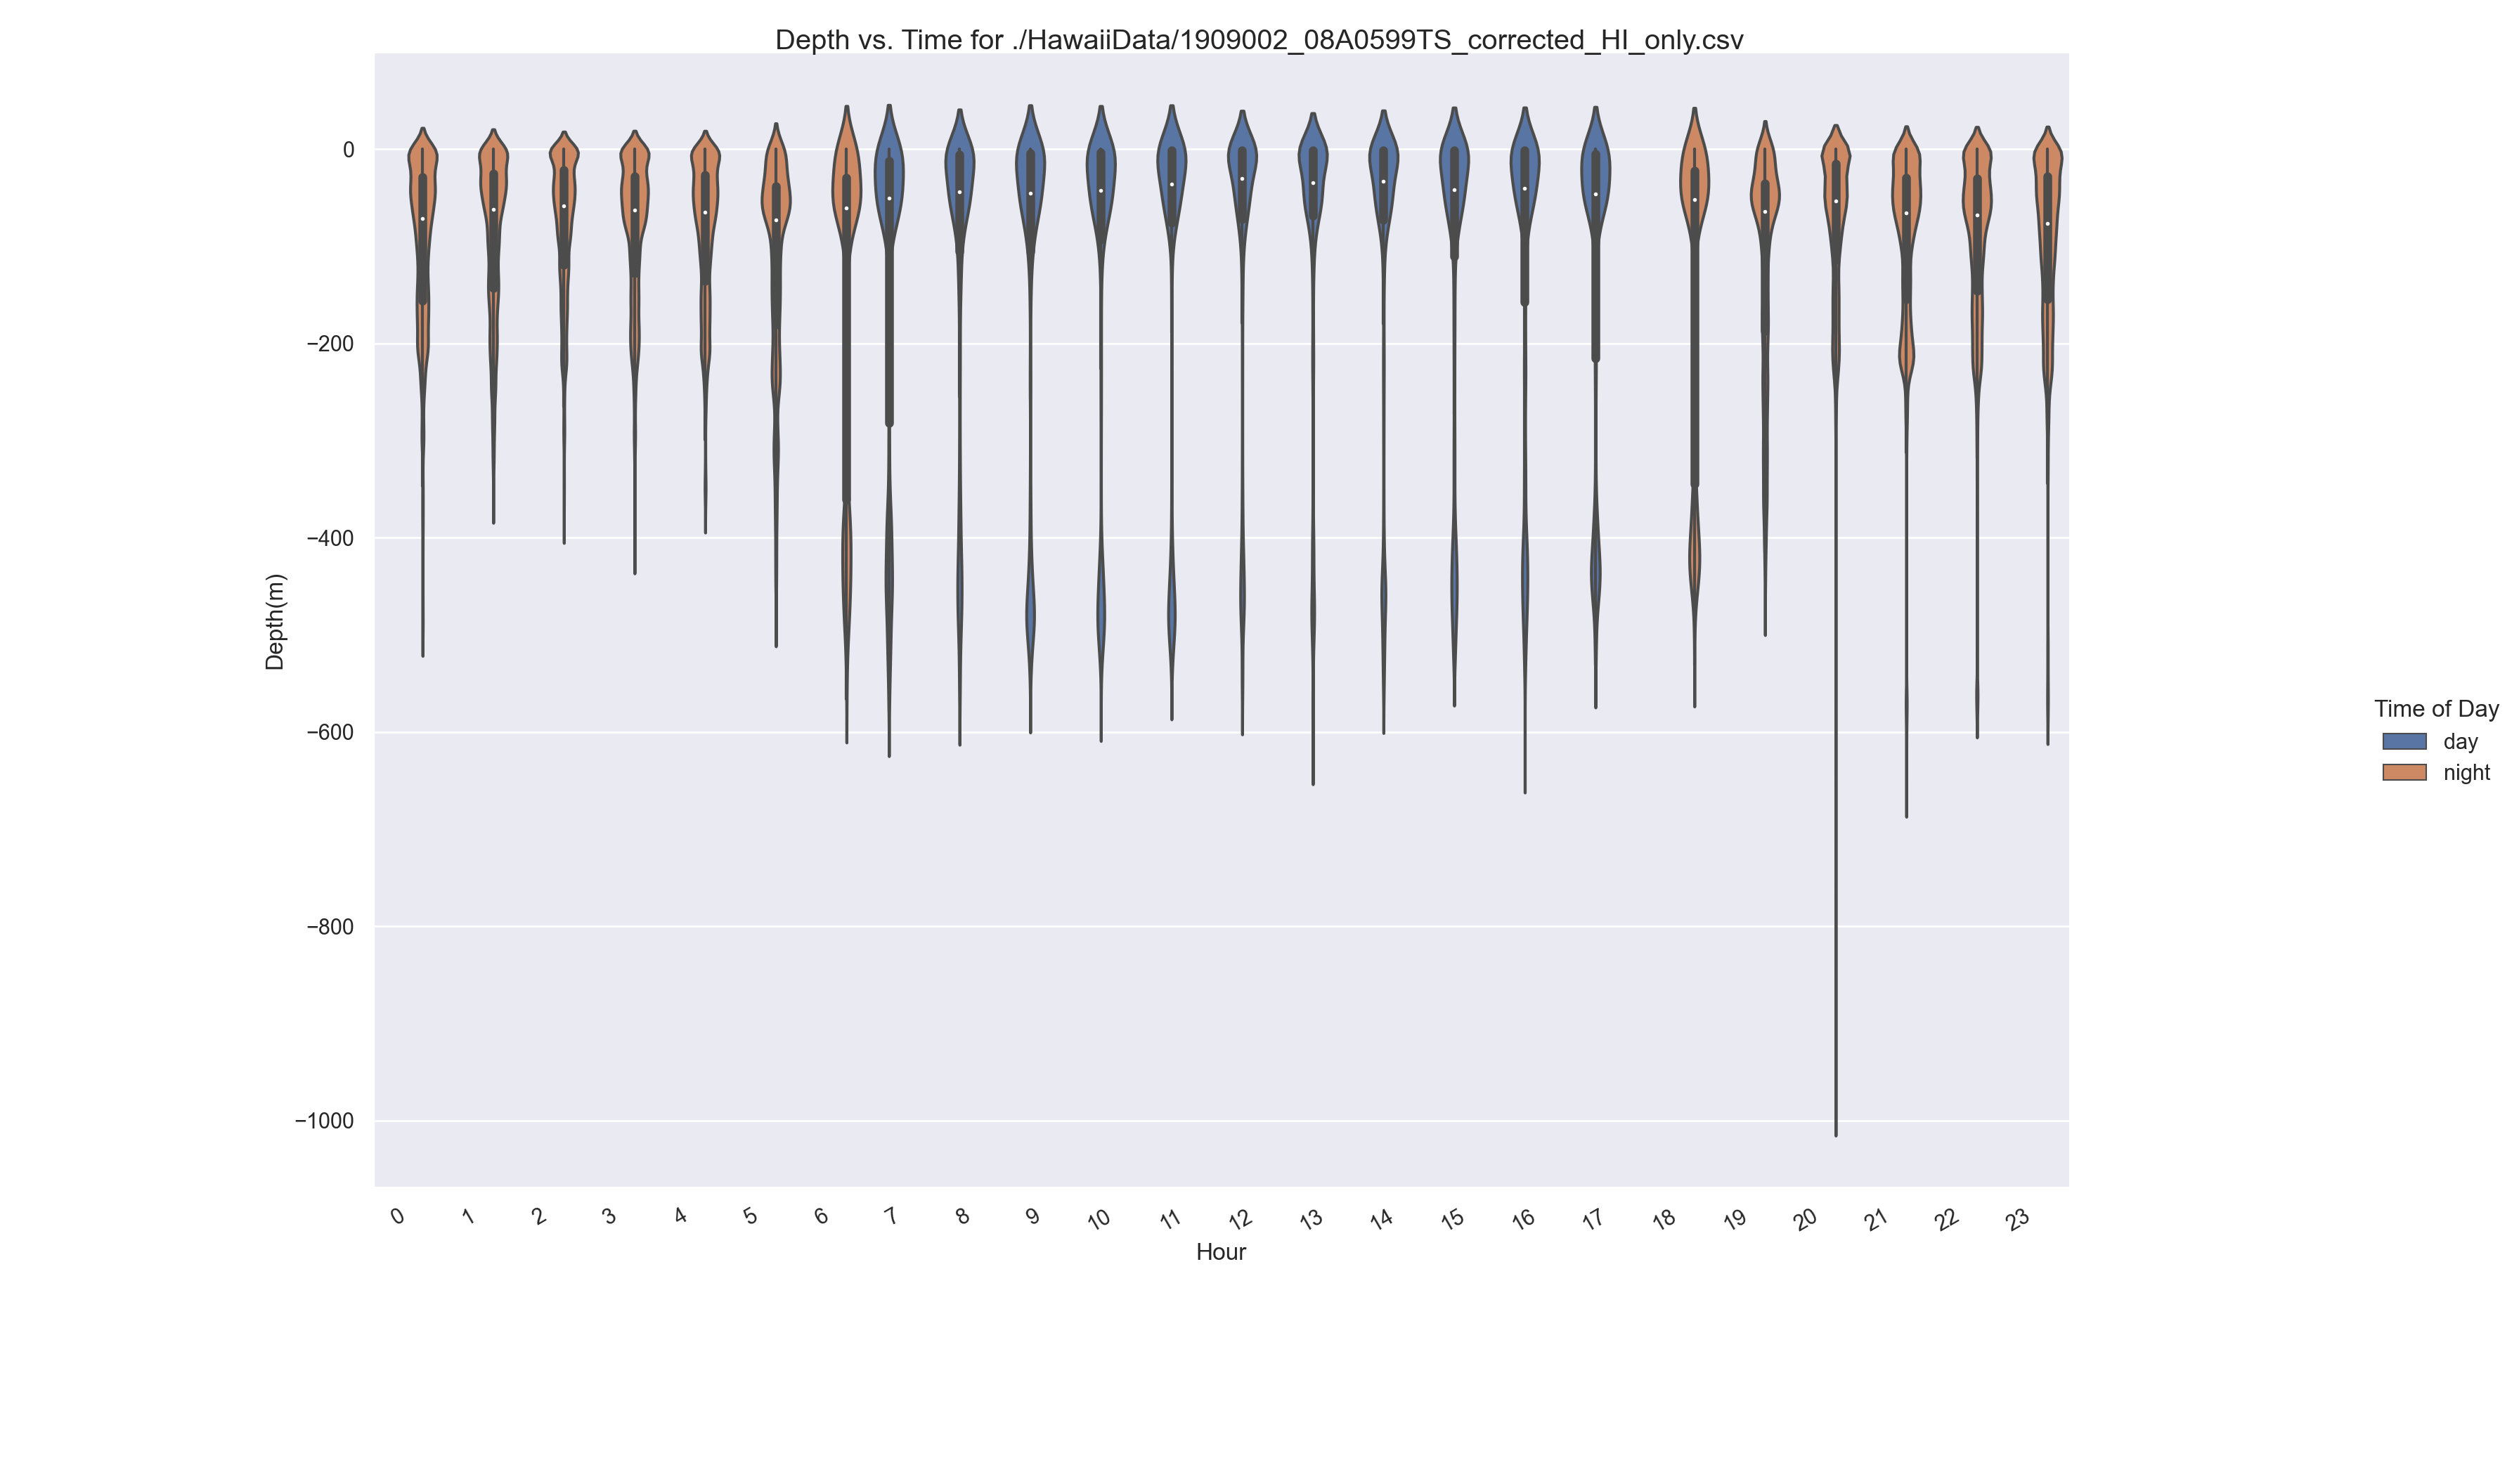 Depth vs. Time for ./HawaiiData/1909002_08A0599TS_corrected_HI_only.csv
0
−200
−400
−600
−800
−1000
Depth(m)
0 1 2 3 4 5 6 7 8 9 10 11 12 13 14 15 16 17 18 19 20 21 22 23
Hour
Time of Day
day
night